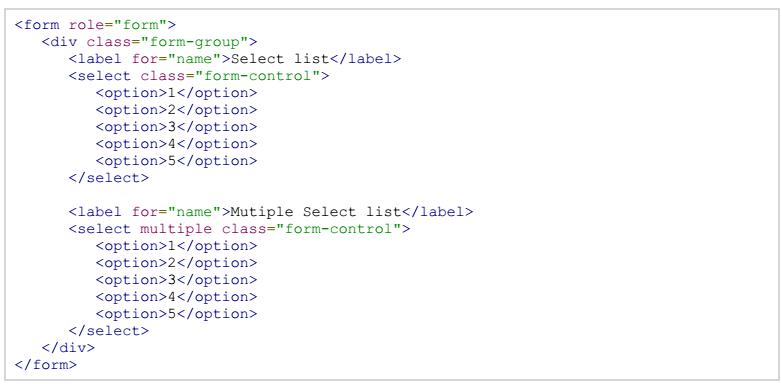 <form role="form">
   <div class="form-group">
      <label for="name">Select list</label>
      <select class="form-control">
         <option>1</option>
         <option>2</option>
         <option>3</option>
         <option>4</option>
         <option>5</option>
      </select>

      <label for="name">Mutiple Select list</label>
      <select multiple class="form-control">
         <option>1</option>
         <option>2</option>
         <option>3</option>
         <option>4</option>
         <option>5</option>
      </select>
   </div>
</form>